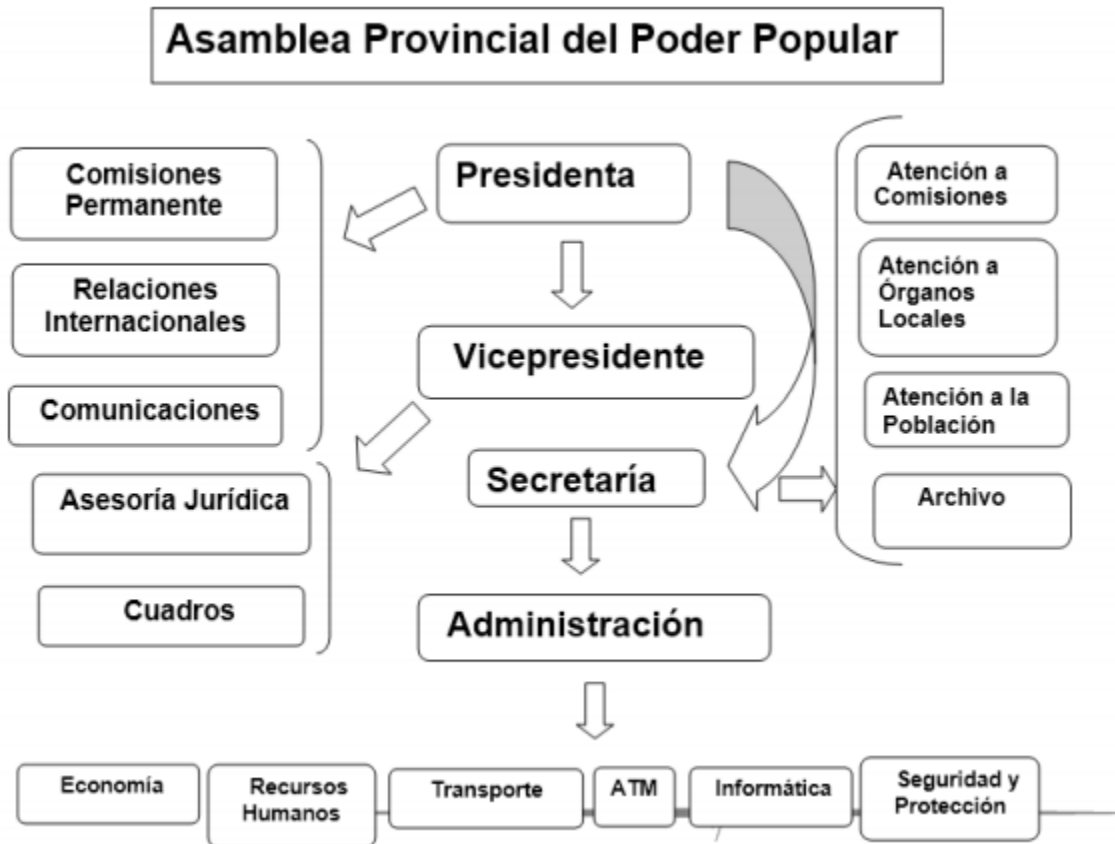 Asamblea Provincial del Poder Popular
Comisiones
Permanente
Relaciones
Internacionales
Comunicaciones
Asesoría Jurídica
Cuadros
Presidenta
Vicepresidente
Secretaría
Administración
Atención a
Comisiones
Atención a
Órganos
Locales
Atención a la
Población
Archivo
Economía
Recursos
Humanos
Transporte
ATM
Informática
Seguridad y
Protección